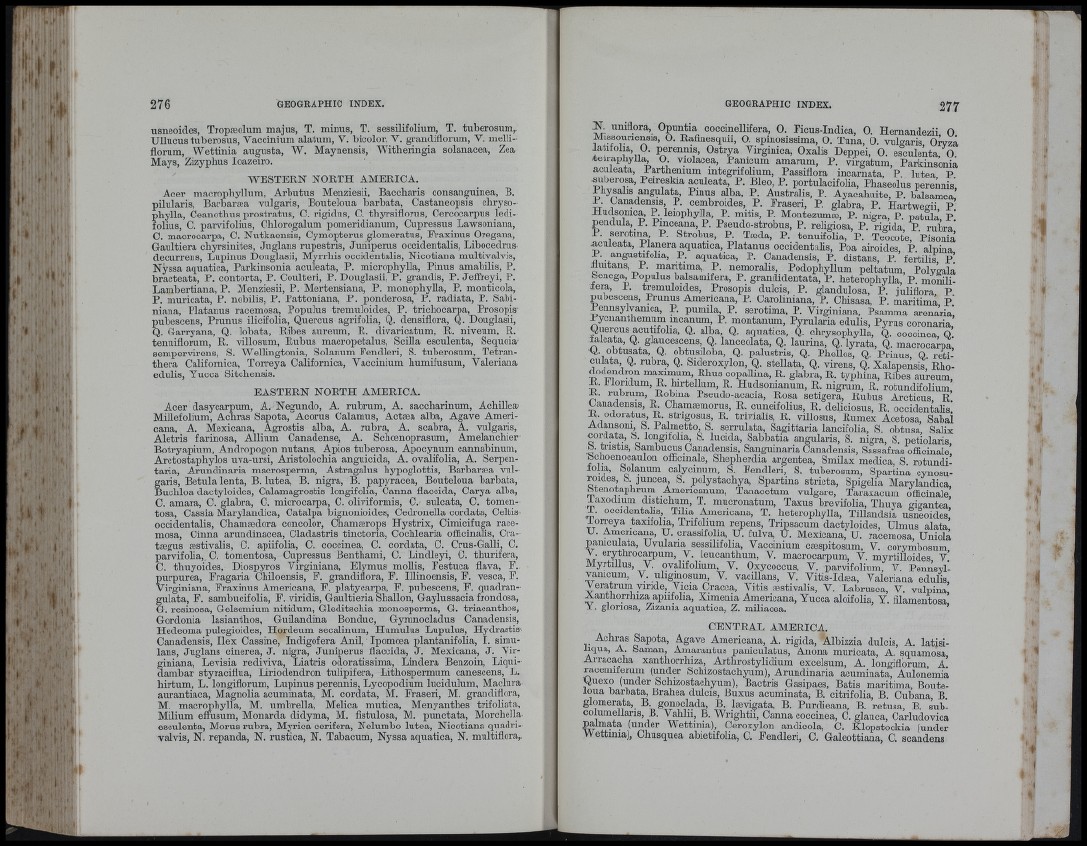 276 GEOGRAPHIC INDEX.
usneoides, Tropæolum majus, T. minus, T. sessilifolium, T. tuberosum,
Ullucus tuberosus, Vaccinium alatum, V. bicolor. V. grandiflorum, V. melli-
florum, Wettinia augusta, W. Maynensis, Witheringia solanacea, Zea
Mays, Zizyphus Icazeiro.
WESTERN NORTH AMERICA.
Acer macrophyllum, Arbutus Menziesii, Baccharis consanguinea, B.
pilularis, Barbaræa vulgaris, Bouteloua barbata, Castaneopsis chryso-
phylla, Ceanothus prostratus, C. rigidus, C. thyrsiflorus, Cercocarpus ledi-
folius, C. parvifolius, Chlorogalum pomeridianum, Cupressus Lawsoniana,
C. macrocarpa, C. Nutkaensis, Cymopterus glomeratus, Fraxinus Oregana,
Gaultiera chyrsinites, Juglans rupestris, Juniperus occidentalis, Libocedrus
decurrens, Lupinus Douglasii, Myrrhis occidentalis, Nicotiana multivalvis,
Nyssa aquatica, Parkinsonia aculeata, P. microphylla, Pinus amabilis, P.
bracteati, P. contorta, P. Coulteri, P. Douglasii, P. grandis, P. Jeffreyi, P.
Lambertiana, P. Menziesii, P. Mertensiana, P. monophylla, P. monticola,
P. muricata, P. nobilis, P. Pattoniana, P. ponderosa, P. radiata, P. Sabi-
niana, Platanus racemosa, Populus tremuloides, P. trichocarpa, Prosopis
pubescens, Prunus ilicifolia, Quercus agrifolia, Q. densiflora, Q. Douglasii,
Q. Garryana, Q. lobata, Ribes aureum, R. divaricatum, R. niveum, R.
tennuiflorum, R. villosum, Rubus macropetalus, Scilla esculenta, Sequoia
sempervirens, S. Wellingtonia, Solanum Fendleri, S. tuberosum, Tetran-
thera Californica, Torreya Californica, Vaccinium humifusum, Valeriana
edulis, Yucca Sitchensis.
EASTERN NORTH AMERICA.
Acer dasycarpum, A. Negundo, A. rubrum, A. saccharinum, Achillœa
Millefolium, Achras Sapota, Acorus Calamus, Actæa alba, Agave Ameri-
cana, A. Mexicana, Agrostis alba, A. rubra, A. scabra, A. vulgaris,
Aletris farinosa, Allium Canadense, A. Schœnoprasum, Amelanchier
Botryapium, Andropogon nutans, Apios tuberosa, Apocynum cannabinum,
Arctostaphylos uva-ursi, Aristolochia anguicida, A. ovalifolia, A. Serpen-
taria, Arundinaria macrosperma, Astragalus hypoglottis, Barbaræa vul-
garis, Betula lenta, B. lutea, B. nigra, B. papyracea, Bouteloua barbata,
Buchloa dactyloides, Calamagrostis longifolia, Canna flaccida, Carya alba,
C. amara, C. glabra, C. microcarpa, C. oliviformis, C. sulcata, C. tomen-
tosa, Cassia Marylandica, Catalpa bignonioides, Cedronella cordata, Celtis
occidentalis, Chamædora concolor, Chamærops Hystrix, Cimicifuga race-
mosa, Cinna arundinacea, Cladastris tinctoria, Cochlearia officinalis, Cra-
tægus æstivalis, C. apiifolia, C. coccinea, C. cordata, C. Crus-Galli, C.
parvifolia, C. tomentosa, Cupressus Benthami, C. Lindleyi, C. thurifera,
C. thuyoides, Diospyros Virginiana, Elymus mollis, Festuca flava, F.
purpurea, Fragaria Chiloensis, F. grandiflora, F. Illinoensis, F. vesca, F.
Virginiana, Fraxinus Americana, F. platycarpa, F. pubescens, F. quadran-
gulata, F. sambucifolia, F. viridis, Gaultieria Shallon, Gaylussacia frondosa,
G. resinosa, Gelsemium nitidum, Gleditschia monosperma, G. triacanthos,
Gordonia lasianthos, Guilandina Bonduc, Gymnocladus Canadensis,
Hedeoma pulegioides, Hordeum secalinum, Humulus Lupulus, Hydrastis
Canadensis, Ilex Cassine, Indigofera Anil, Ipomœa plantanifolia, I. simu-
lans, Juglans cinerea, J. nigra, Juniperus flaccida, J. Mexicana, J. Vir-
giniana, Levisia rediviva, Liatris odoratissima, Lindera Benzoin, Liqui-
dambar styraciflua, Liriodendron tulipifera, Lithospermum canescens, L.
hirtum, L. longiflorum, Lupinus perennis, Lycopodium lucidulum, Maclura
aurantiaca, Magnolia acuminata, M. cordata, M. Fraseri, M. grandiflora,
M. macrophylla, M. umbrella, Melica mutica, Menyanthes trifoliata,
Milium effusum, Monarda didyma, M. fistulosa, M. punctata, Morchella
esculenta, Morus rubra, Myrica cerifera, Nelumbo lutea, Nicotiana quadri-
valvis, N. repanda, N. rustica, N. Tabacum, Nyssa aquatica, N. multiflora,
GEOGRAPHIC INDEX. 277
N. uniflora, Opuntia coccinellifera, O. Ficus-Indica, O. Hernandezii, O.
Missouriensis, O. Rafinesquii, O. spinosissima, O. Tuna, O. vulgaris, Oryza
latifolia, O. perennis, Ostrya Virginica, Oxalis Deppei, O. esculenta, O.
tetraphylla, O. violacea, Panicum amarum, P. virgatum, Parkinsonia
aculeata, Parthenium integrifolium, Passiflora incarnata, P. lutea, P.
suberosa, Peireskia aculeata, P. Bleo, P. portulacifolia, Phaseolus perennis,
Physalis angulata, Pinus alba, P. Australis, P. Ayacahuite, P. balsamea,
P. Canadensis, P. cembroides, P. Fraseri, P. glabra, P. Hartwegii, P.
Hudsonica, P. leiophylla, P. mitis, P. Montezumæ, P. nigra, P. patula, P.
pendula, P. Pinceana, P. Pseudo-strobus, P. religiosa, P. rigida, P. rubra,
P. serotina, P. Strobus, P. Tæda, P. tenuifolia, P. Teocote, Pisonia
aculeata, Planera aquatica, Platanus occidentalis, Poa airoides, P. alpina,
P. angustifolia, P. aquatica, P. Canadensis, P. distans, P. fertilis, P.
fluitans, P. maritima, P. nemoralis, Podophyllum peltatum, Polygala
Senega, Populus balsamifera, P. grandidentata, P. heterophylla, P. monili-
fera, P. tremuloides, Prosopis dulcis, P. glandulosa, P. juliflora, P.
pubescens, Prunus Americana, P. Caroliniana, P. Chisasa, P. maritima, P.
Pennsylvanica, P. pumila, P. serotima, P. Virginiana, Psamma arenaria,
Pycnanthemum incanum, P. montanum, Pyrularia edulis, Pyrus coronaria,
Quercus acutifolia, Q. alba, Q. aquatica, Q. chrysophylla, Q. coccinea, Q.
falcata, Q. glaucescens, Q. lanceolata, Q. laurina, Q. lyrata, Q. macrocarpa,
Q. obtusata, Q. obtusiloba, Q. palustris, Q. Phellos, Q. Prinus, Q. reti-
culata, Q. rubra, Q. Sideroxylon, Q. stellata, Q. virens, Q. Xalapensis, Rho-
dodendron maximum, Rhus copallina, R. glabra, R. typhina, Ribes aureum,
R. Floridum, R. hirtellum, R. Hudsonianum, R. nigrum, R. rotundifolium,
R. rubrum, Robina Pseudo-acacia, Rosa setigera, Rubus Arcticus, R.
Canadensis, R. Chamæmorus, R. cuneifolius, R. deliciosus, R. occidentalis,
R. odoratus, R. strigosus, R. trivialis, R. villosus, Rumex Acetosa, Sabal
Adansoni, S. Palmetto, S. serrulata, Sagittaria lancifolia, S. obtusa, Salix
cordata, S. longifolia, S. lucida, Sabbatia angularis, S. nigra, S. petiolaris,
S. tristis, Sambucus Canadensis, Sanguinaria Canadensis, Sassafras officinale,
Schoenocaulon officinale, Shepherdia argentea, Smilax medica, S. rotundi-
folia, Solanum calycinum, S. Fendleri, S. tuberosum, Spartina cynosu-
roides, S. juncea, S. polystachya, Spartina stricta, Spigelia Marylandica,
Stenotaphrum Americanum, Tanacetum vulgare, Taraxacum officinale,
Taxodium distichum, T. mucronatum, Taxus brevifolia, Thuya gigantea,
T. occidentalis, Tilia Americana, T. heterophylla, Tillandsia usneoides,
Torreya taxifolia, Trifolium repens, Tripsacum dactyloides, Ulmus alata,
U. Americana, U. crassifolia, U. fulva, U. Mexicana, U. racemosa, Uniola
paniculata, Uvularia sessilifolia, Vaccinium cæspitosum, V. corymbosum,
V. erythrocarpum, V. leucanthum, V. macrocarpum, V. myrtilloides, V.
Myrtillus, V. ovalifolium, V. Oxycoccus, V. parvifolium, V. Pennsyl-
vanicum, V. uliginosum, V. vacillans, V. Vitis-Idæa, Valeriana edulis,
Veratrum viride, Vicia Cracca, Vitis æstivalis, V. Labrusca, V. vulpina,
Xanthorrhiza apiifolia, Ximenia Americana, Yucca aloifolia, Y. filamentosa,
Y. gloriosa, Zizania aquatica, Z. miliacea.
CENTRAL AMERICA.
Achras Sapota, Agave Americana, A. rigida, Albizzia dulcis, A. latisi-
liqua, A. Saman, Amarantus paniculatus, Anona muricata, A. squamosa,
Arracacha xanthorrhiza, Arthrostylidium excelsum, A. longiflorum, A.
racemiferum (under Schizostachyum), Arundinaria acuminata, Aulonemia
Quexo (under Schizostachyum), Bactris Gasipaes, Batis maritima, Boute-
loua barbata, Brahea dulcis, Buxus acuminata, B. citrifolia, B. Cubana, B.
glomerata, B. gonoclada, B. lævigata, B. Purdieana, B. retusa, B. sub-
columellaris, B. Vahlii, B. Wrightii, Canna coccinea, C. glauca, Carludovica
palmata (under Wettinia), Ceroxylon andicola, C. Klopstockia (under
Wettinia), Chusquea abietifolia, C. Fendleri, C. Galeottiana, C. scandens